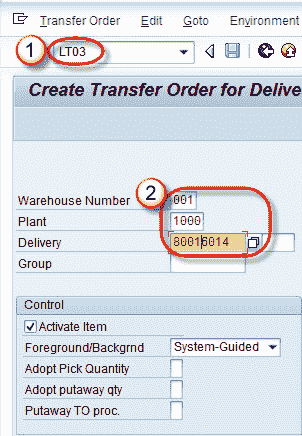 Transfer Order Edit Goto Environment
1 LT03
Create Transfer Order for Delive
2
Warehouse Number 001
Plant 1000
Delivery 80016014
Group
Control
Activate Item
Foreground/Backgrnd System-Guided
Adopt Pick Quantity
Adopt putaway qty
Putaway TO proc.